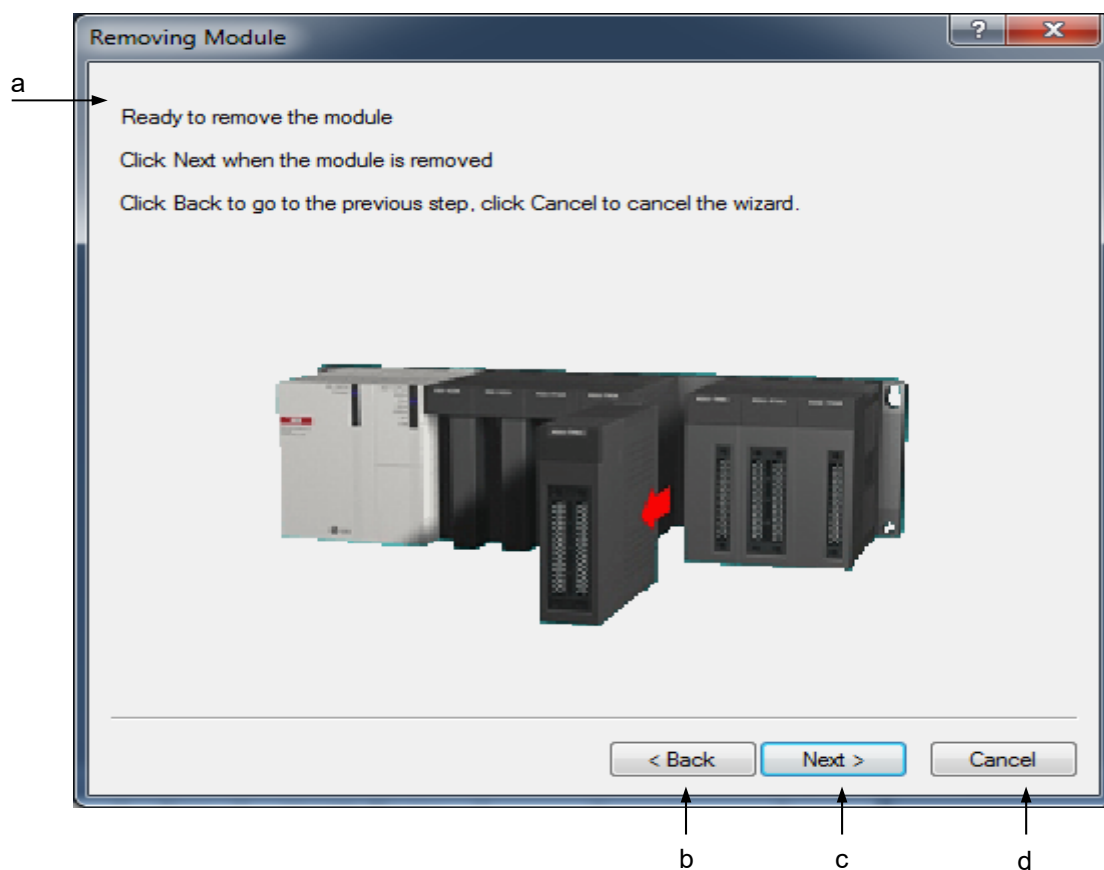 Removing Module
a
Ready to remove the module
Click Next when the module is removed
Click Back to go to the previous step, click Cancel to cancel the wizard.
< Back Next > Cancel
b c d